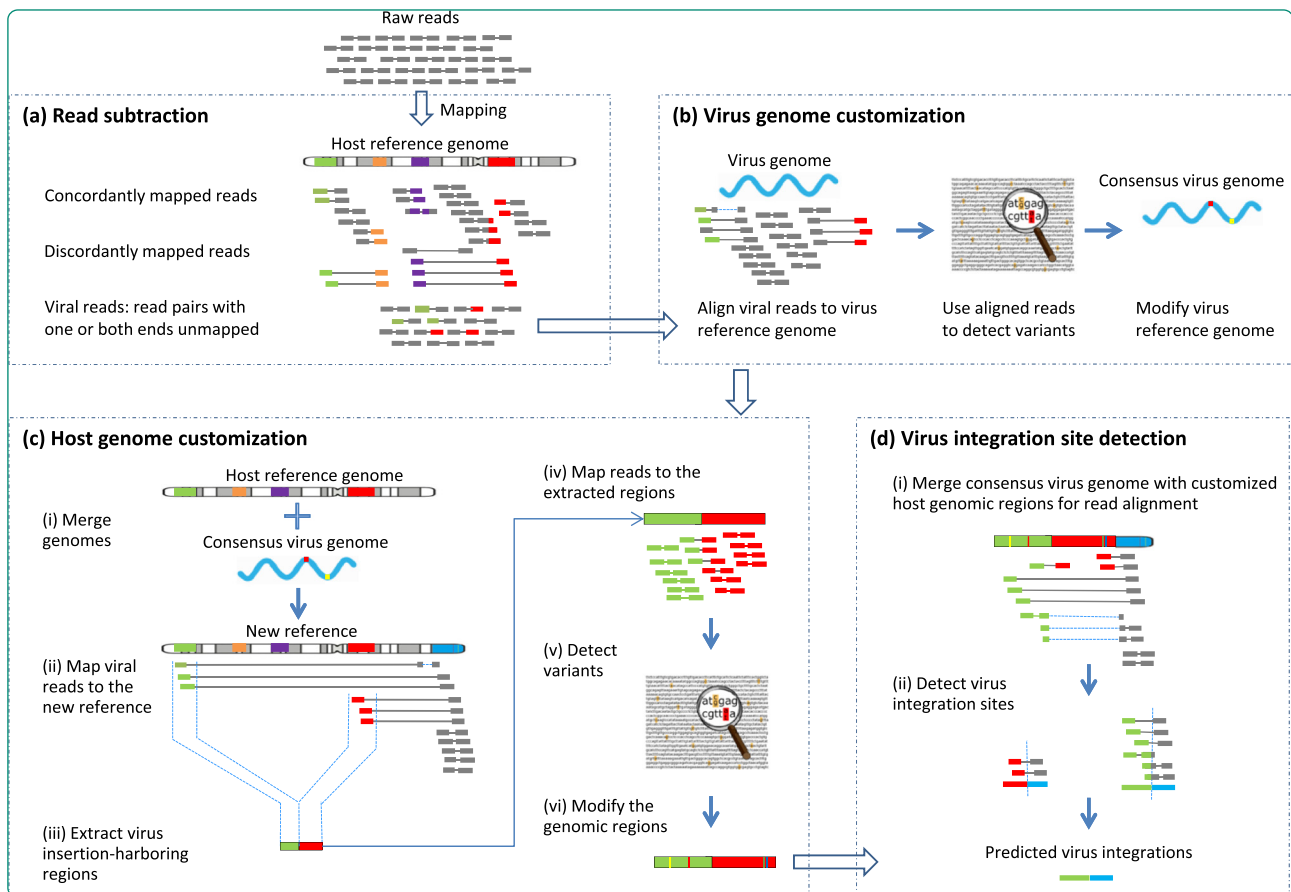 Raw reads
(a) Read subtraction
Mapping
Host reference genome
Concordantly mapped reads
Discordantly mapped reads
Viral reads: read pairs with
one or both ends unmapped
(b) Virus genome customization
Virus genome
Consensus virus genome
atcgag
Align viral reads to virus
reference genome
Use aligned reads
to detect variants
Modify virus
reference genome
(c) Host genome customization
Host reference genome
(i) Merge
genomes
Consensus virus genome
New reference
(ii) Map viral
reads to the
new reference
(iii) Extract virus
insertion-harboring
regions
(iv) Map reads to the
extracted regions
(v) Detect
variants
atcgag
(vi) Modify the
genomic regions
(d) Virus integration site detection
(i) Merge consensus virus genome with customized
host genomic regions for read alignment
(ii) Detect virus
integration sites
Predicted virus integrations